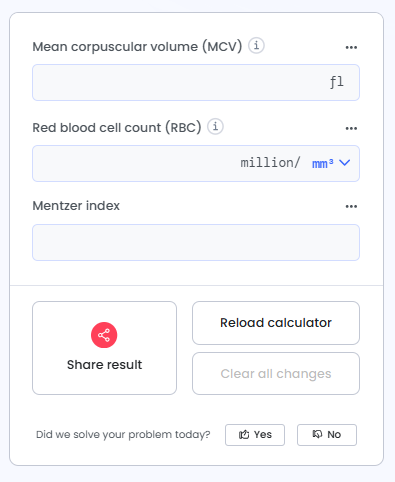 Mean corpuscular volume (MCV) i ...
fl
Red blood cell count (RBC) i ...
million/ mm³
Mentzer index ...
Share result
Reload calculator
Clear all changes
Did we solve your problem today? Yes No